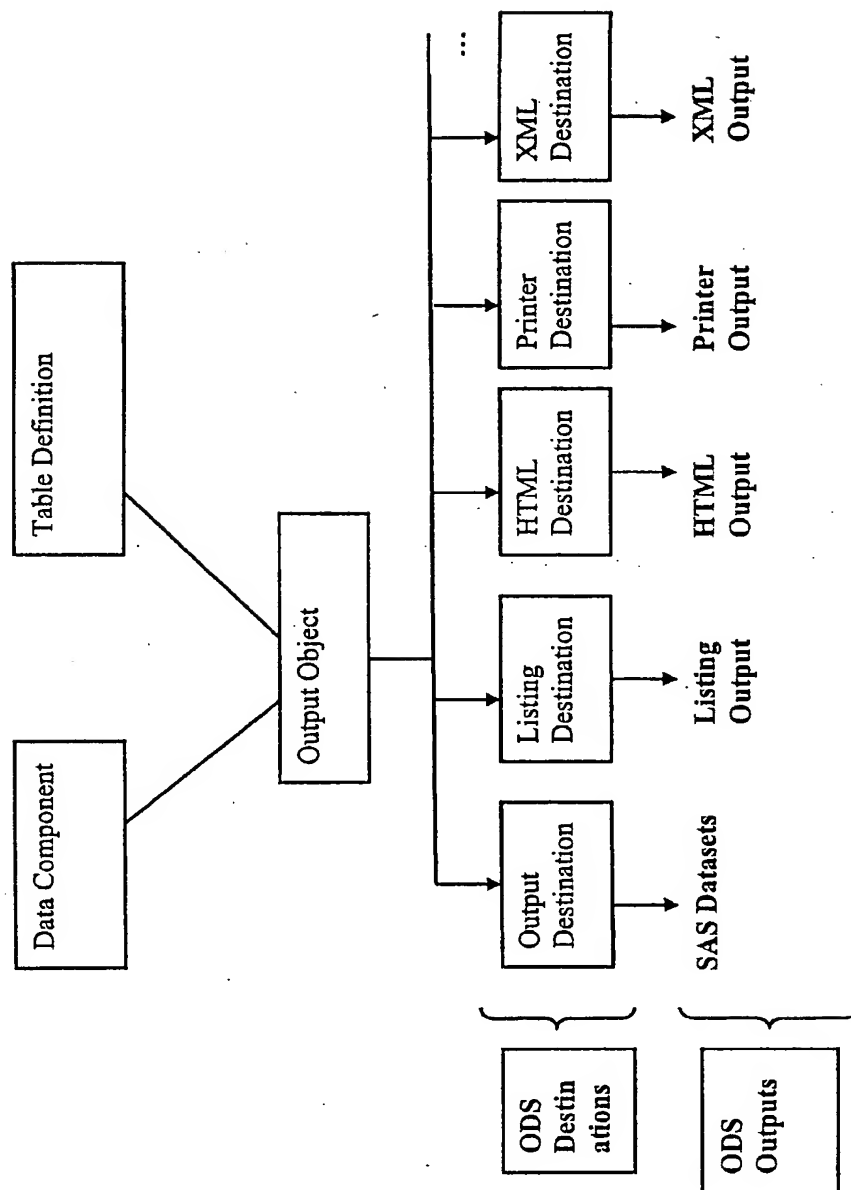 Data Component
Table Definition
Output Object
...
ODS
Destin
ations
Output
Destination
Listing
Destination
HTML
Destination
Printer
Destination
XML
Destination
ODS
Outputs
SAS Datasets
Listing
Output
HTML
Output
Printer
Output
XML
Output